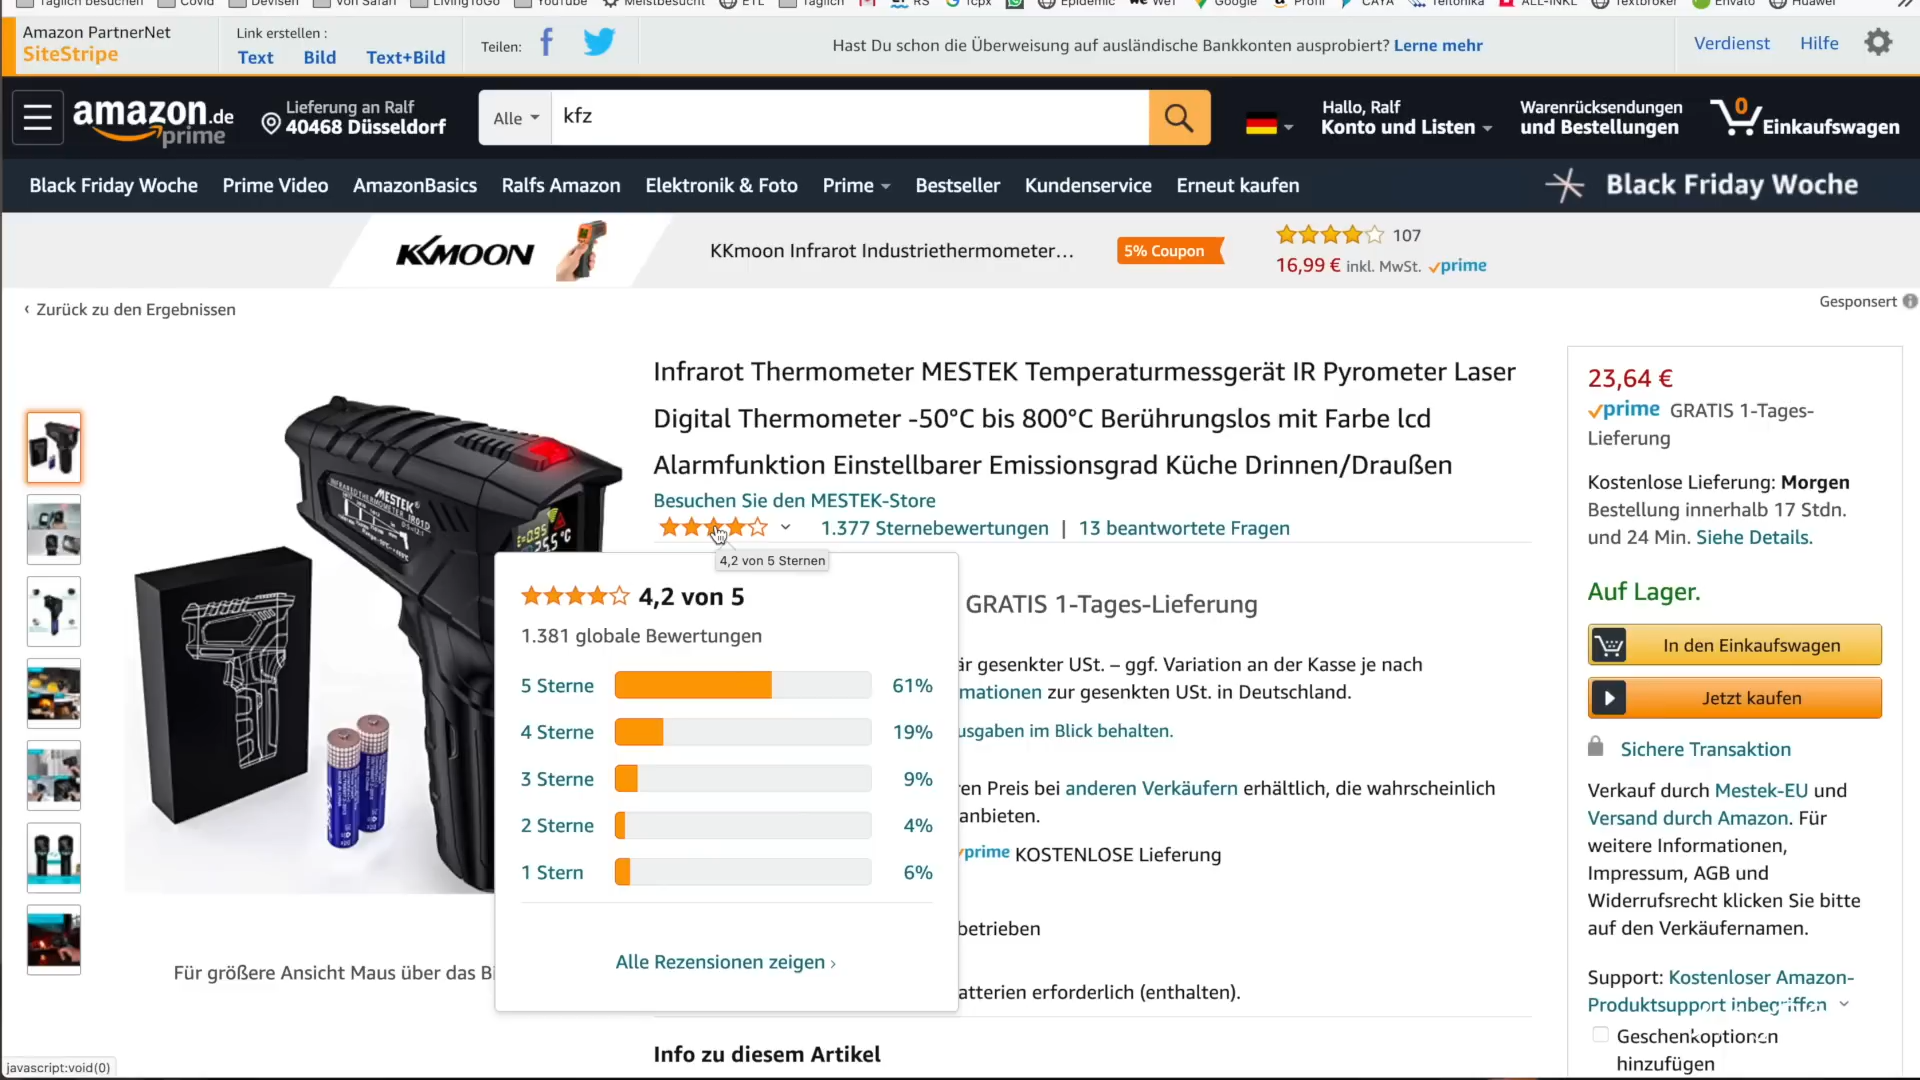 Täglich besuchen Covid Devisen von Safari LivingToGo YouTube Meistbesucht ETL Täglich RS Tcpx Epidemic WeT Google Profi CAYA Teltonika ALL-INKL Textbroker Envato Huawei
Amazon PartnerNet
SiteStripe
Link erstellen :
Text Bild Text+Bild
Teilen:
Hast Du schon die Überweisung auf ausländische Bankkonten ausprobiert? Lerne mehr
Verdienst Hilfe
amazon.de
prime
Lieferung an Ralf
40468 Düsseldorf
Alle
kfz
Hallo, Ralf
Konto und Listen
Warenrücksendungen
und Bestellungen
0
Einkaufswagen
Black Friday Woche Prime Video AmazonBasics Ralfs Amazon Elektronik & Foto Prime Bestseller Kundenservice Erneut kaufen
Black Friday Woche
KKMOON
KKmoon Infrarot Industriethermometer…
5% Coupon
107
16,99 € inkl. MwSt. prime
‹ Zurück zu den Ergebnissen
Gesponsert
Infrarot Thermometer MESTEK Temperaturmessgerät IR Pyrometer Laser
Digital Thermometer -50°C bis 800°C Berührungslos mit Farbe lcd
Alarmfunktion Einstellbarer Emissionsgrad Küche Drinnen/Draußen
Besuchen Sie den MESTEK-Store
1.377 Sternebewertungen | 13 beantwortete Fragen
4,2 von 5 Sternen
4,2 von 5
1.381 globale Bewertungen
5 Sterne 61%
4 Sterne 19%
3 Sterne 9%
2 Sterne 4%
1 Stern 6%
Alle Rezensionen zeigen ›
GRATIS 1-Tages-Lieferung
är gesenkter USt. – ggf. Variation an der Kasse je nach
mationen zur gesenkten USt. in Deutschland.
usgaben im Blick behalten.
ren Preis bei anderen Verkäufern erhältlich, die wahrscheinlich
anbieten.
prime KOSTENLOSE Lieferung
betrieben
atterien erforderlich (enthalten).
Info zu diesem Artikel
MESTEK
INFRARED THERMOMETER IR01D
E=0.95
25.5 °C
Für größere Ansicht Maus über das Bi
23,64 €
prime GRATIS 1-Tages-
Lieferung
Kostenlose Lieferung: Morgen
Bestellung innerhalb 17 Stdn.
und 24 Min. Siehe Details.
Auf Lager.
In den Einkaufswagen
Jetzt kaufen
Sichere Transaktion
Verkauf durch Mestek-EU und
Versand durch Amazon. Für
weitere Informationen,
Impressum, AGB und
Widerrufsrecht klicken Sie bitte
auf den Verkäufernamen.
Support: Kostenloser Amazon-
Produktsupport inbegriffen
Geschenkoptionen
hinzufügen
javascript:void(0)